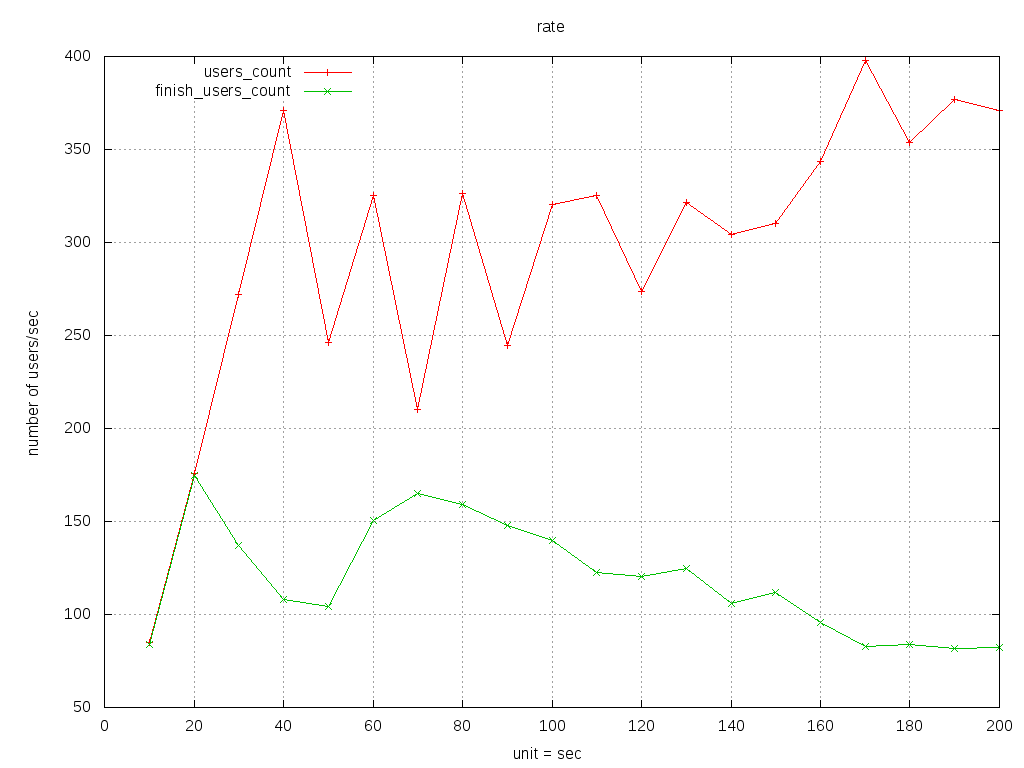 rate
users_count
finish_users_count
400
350
300
250
200
150
100
50
number of users/sec
0 20 40 60 80 100 120 140 160 180 200
unit = sec